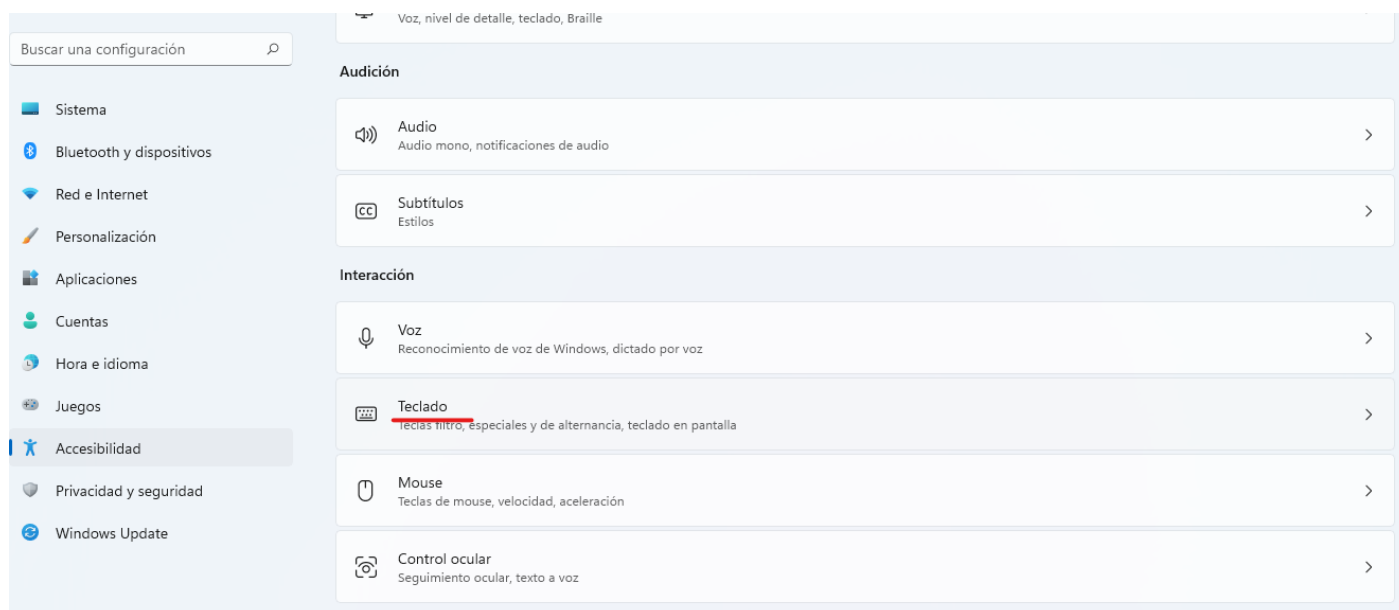 Voz, nivel de detalle, teclado, Braille
Buscar una configuración
Sistema
Bluetooth y dispositivos
Red e Internet
Personalización
Aplicaciones
Cuentas
Hora e idioma
Juegos
Accesibilidad
Privacidad y seguridad
Windows Update
Audición
Audio
Audio mono, notificaciones de audio
Subtítulos
Estilos
Interacción
Voz
Reconocimiento de voz de Windows, dictado por voz
Teclado
Teclas filtro, especiales y de alternancia, teclado en pantalla
Mouse
Teclas de mouse, velocidad, aceleración
Control ocular
Seguimiento ocular, texto a voz